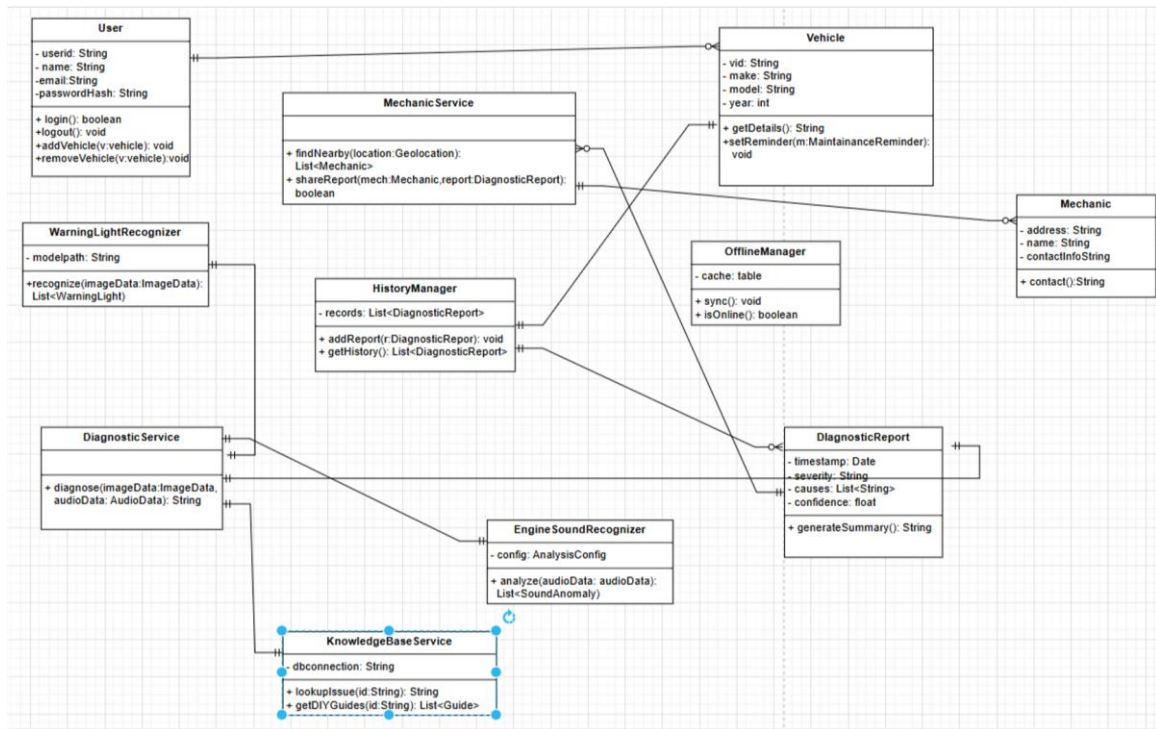 User
- userid: String
- name: String
-email:String
-passwordHash: String
+ login(): boolean
+logout(): void
+addVehicle(v:vehicle): void
+removeVehicle(v:vehicle):void
Vehicle
- vid: String
- make: String
- model: String
- year: int
+ getDetails(): String
+setReminder(m:MaintainanceReminder):
void
MechanicService
+ findNearby(location:Geolocation):
List<Mechanic>
+ shareReport(mech:Mechanic,report:DiagnosticReport):
boolean
Mechanic
- address: String
- name: String
- contactInfoString
+ contact():String
WarningLightRecognizer
- modelpath: String
+recognize(imageData:ImageData):
List<WarningLight)
OfflineManager
- cache: table
+ sync(): void
+ isOnline(): boolean
HistoryManager
- records: List<DiagnosticReport>
+ addReport(r:DiagnosticRepor): void
+ getHistory(): List<DiagnosticReport>
DiagnosticService
+ diagnose(imageData:ImageData,
audioData: AudioData): String
DIagnosticReport
- timestamp: Date
- severity: String
- causes: List<String>
- confidence: float
+ generateSummary(): String
EngineSoundRecognizer
- config: AnalysisConfig
+ analyze(audioData: audioData):
List<SoundAnomaly)
KnowledgeBaseService
- dbconnection: String
+ lookupIssue(id:String): String
+ getDIYGuides(id:String): List<Guide>